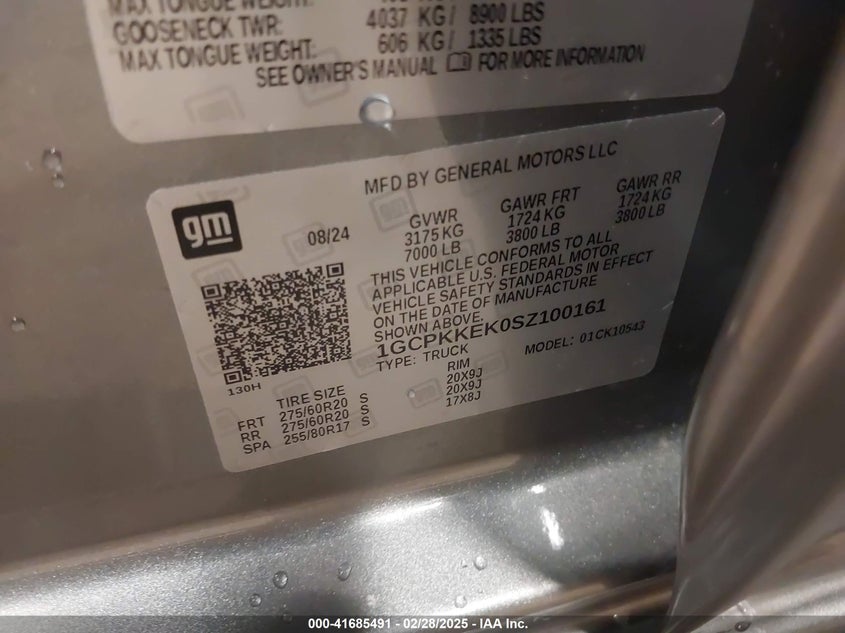 MAX TONGUE WEIGHT:
GOOSENECK TWR: 4037 KG / 8900 LBS
MAX TONGUE WEIGHT: 606 KG / 1335 LBS
SEE OWNER'S MANUAL FOR MORE INFORMATION
MFD BY GENERAL MOTORS LLC
gm
08/24
GVWR GAWR FRT GAWR RR
3175 KG 1724 KG 1724 KG
7000 LB 3800 LB 3800 LB
THIS VEHICLE CONFORMS TO ALL
APPLICABLE U.S. FEDERAL MOTOR
VEHICLE SAFETY STANDARDS IN EFFECT
ON THE DATE OF MANUFACTURE
SHOWN ABOVE.
1GCPKKEK0SZ100161
TYPE: TRUCK MODEL: 01CK10543
130H
TIRE SIZE RIM
FRT 275/60R20 S 20X9J
RR 275/60R20 S 20X9J
SPA 255/80R17 S 17X8J
000-41685491 - 02/28/2025 - IAA Inc.